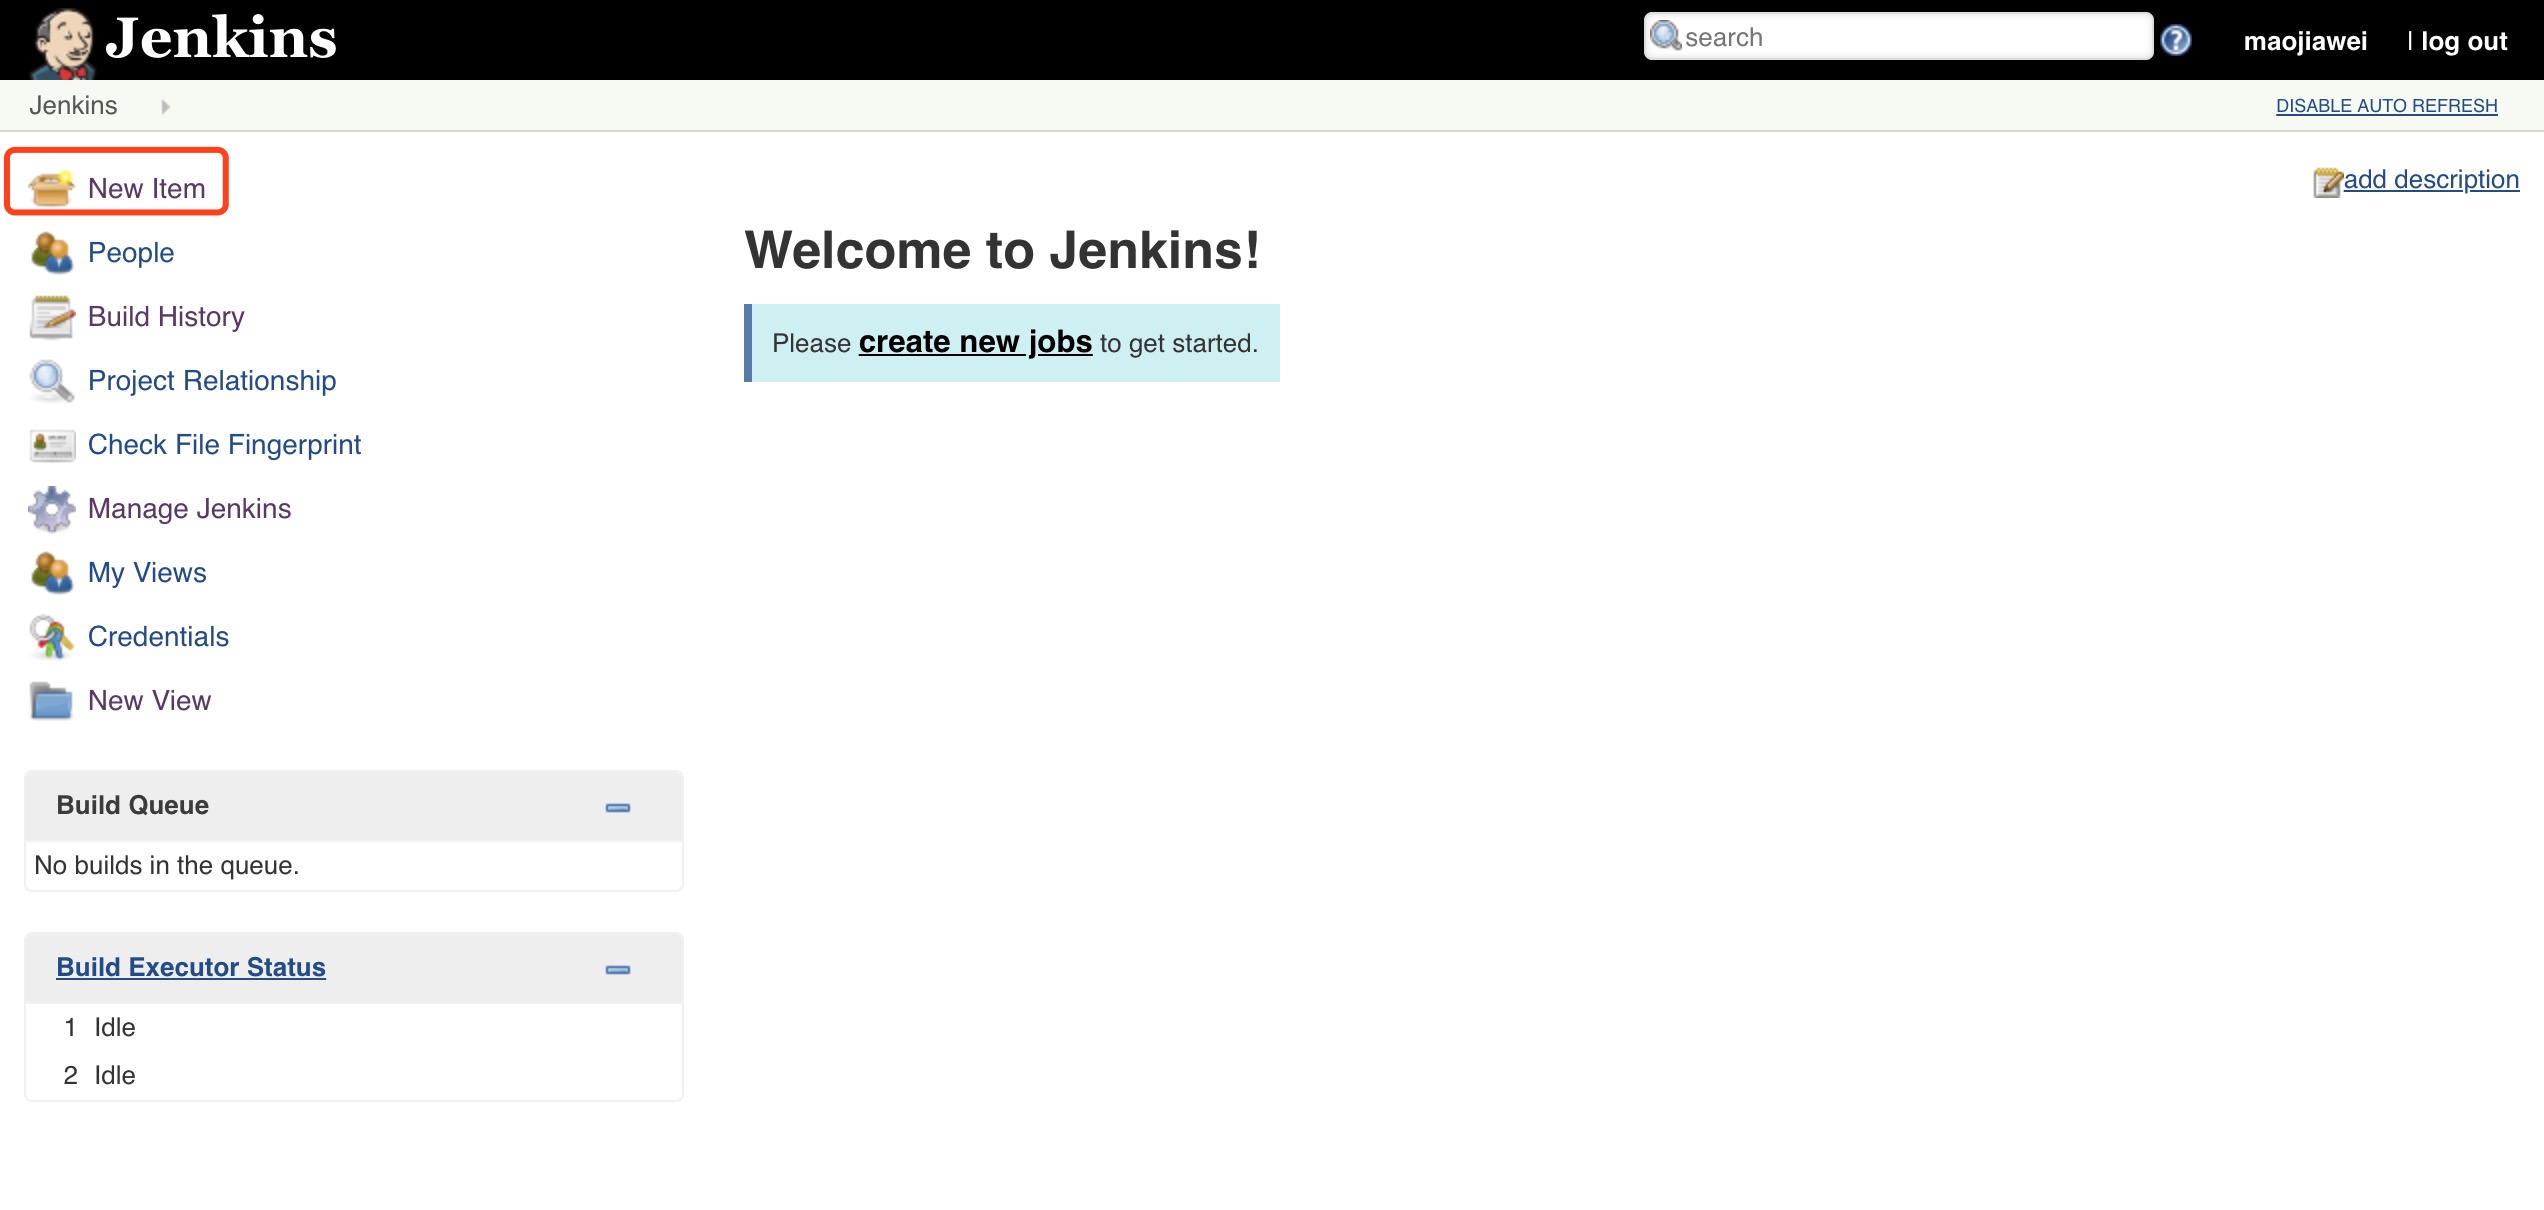 Jenkins
search
maojiawei | log out
Jenkins
DISABLE AUTO REFRESH
New Item
People
Build History
Project Relationship
Check File Fingerprint
Manage Jenkins
My Views
Credentials
New View
Build Queue
No builds in the queue.
Build Executor Status
1 Idle
2 Idle
add description
Welcome to Jenkins!
Please create new jobs to get started.